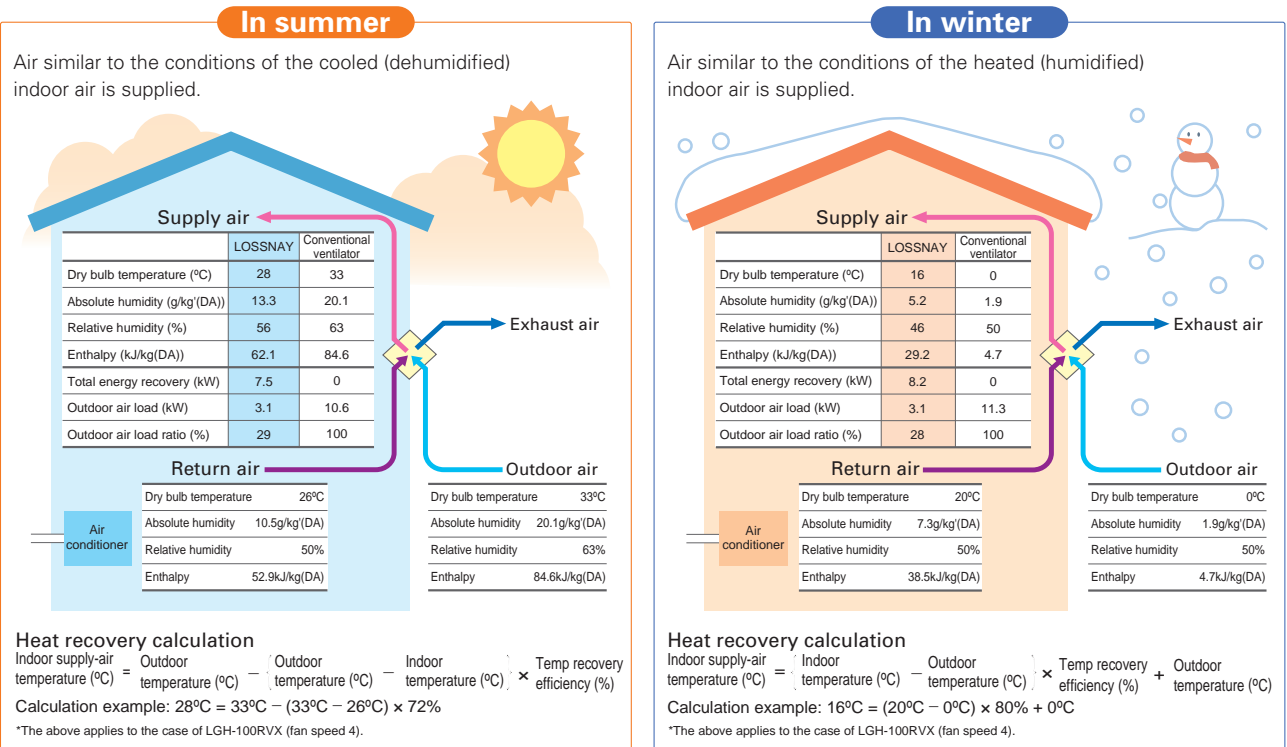 In summer
Air similar to the conditions of the cooled (dehumidified)
indoor air is supplied.
Supply air
LOSSNAY Conventional ventilator
Dry bulb temperature (ºC) 28 33
Absolute humidity (g/kg'(DA)) 13.3 20.1
Relative humidity (%) 56 63
Enthalpy (kJ/kg(DA)) 62.1 84.6
Total energy recovery (kW) 7.5 0
Outdoor air load (kW) 3.1 10.6
Outdoor air load ratio (%) 29 100
Exhaust air
Return air
Dry bulb temperature 26ºC
Absolute humidity 10.5g/kg'(DA)
Relative humidity 50%
Enthalpy 52.9kJ/kg(DA)
Air
conditioner
Outdoor air
Dry bulb temperature 33ºC
Absolute humidity 20.1g/kg'(DA)
Relative humidity 63%
Enthalpy 84.6kJ/kg(DA)
Heat recovery calculation
Indoor supply-air temperature (ºC) = Outdoor temperature (ºC) − { Outdoor temperature (ºC) − Indoor temperature (ºC) } × Temp recovery efficiency (%)
Calculation example: 28ºC = 33ºC − (33ºC − 26ºC) × 72%
*The above applies to the case of LGH-100RVX (fan speed 4).
In winter
Air similar to the conditions of the heated (humidified)
indoor air is supplied.
Supply air
LOSSNAY Conventional ventilator
Dry bulb temperature (ºC) 16 0
Absolute humidity (g/kg'(DA)) 5.2 1.9
Relative humidity (%) 46 50
Enthalpy (kJ/kg(DA)) 29.2 4.7
Total energy recovery (kW) 8.2 0
Outdoor air load (kW) 3.1 11.3
Outdoor air load ratio (%) 28 100
Exhaust air
Return air
Dry bulb temperature 20ºC
Absolute humidity 7.3g/kg'(DA)
Relative humidity 50%
Enthalpy 38.5kJ/kg(DA)
Air
conditioner
Outdoor air
Dry bulb temperature 0ºC
Absolute humidity 1.9g/kg'(DA)
Relative humidity 50%
Enthalpy 4.7kJ/kg(DA)
Heat recovery calculation
Indoor supply-air temperature (ºC) = { Indoor temperature (ºC) − Outdoor temperature (ºC) } × Temp recovery efficiency (%) + Outdoor temperature (ºC)
Calculation example: 16ºC = (20ºC − 0ºC) × 80% + 0ºC
*The above applies to the case of LGH-100RVX (fan speed 4).